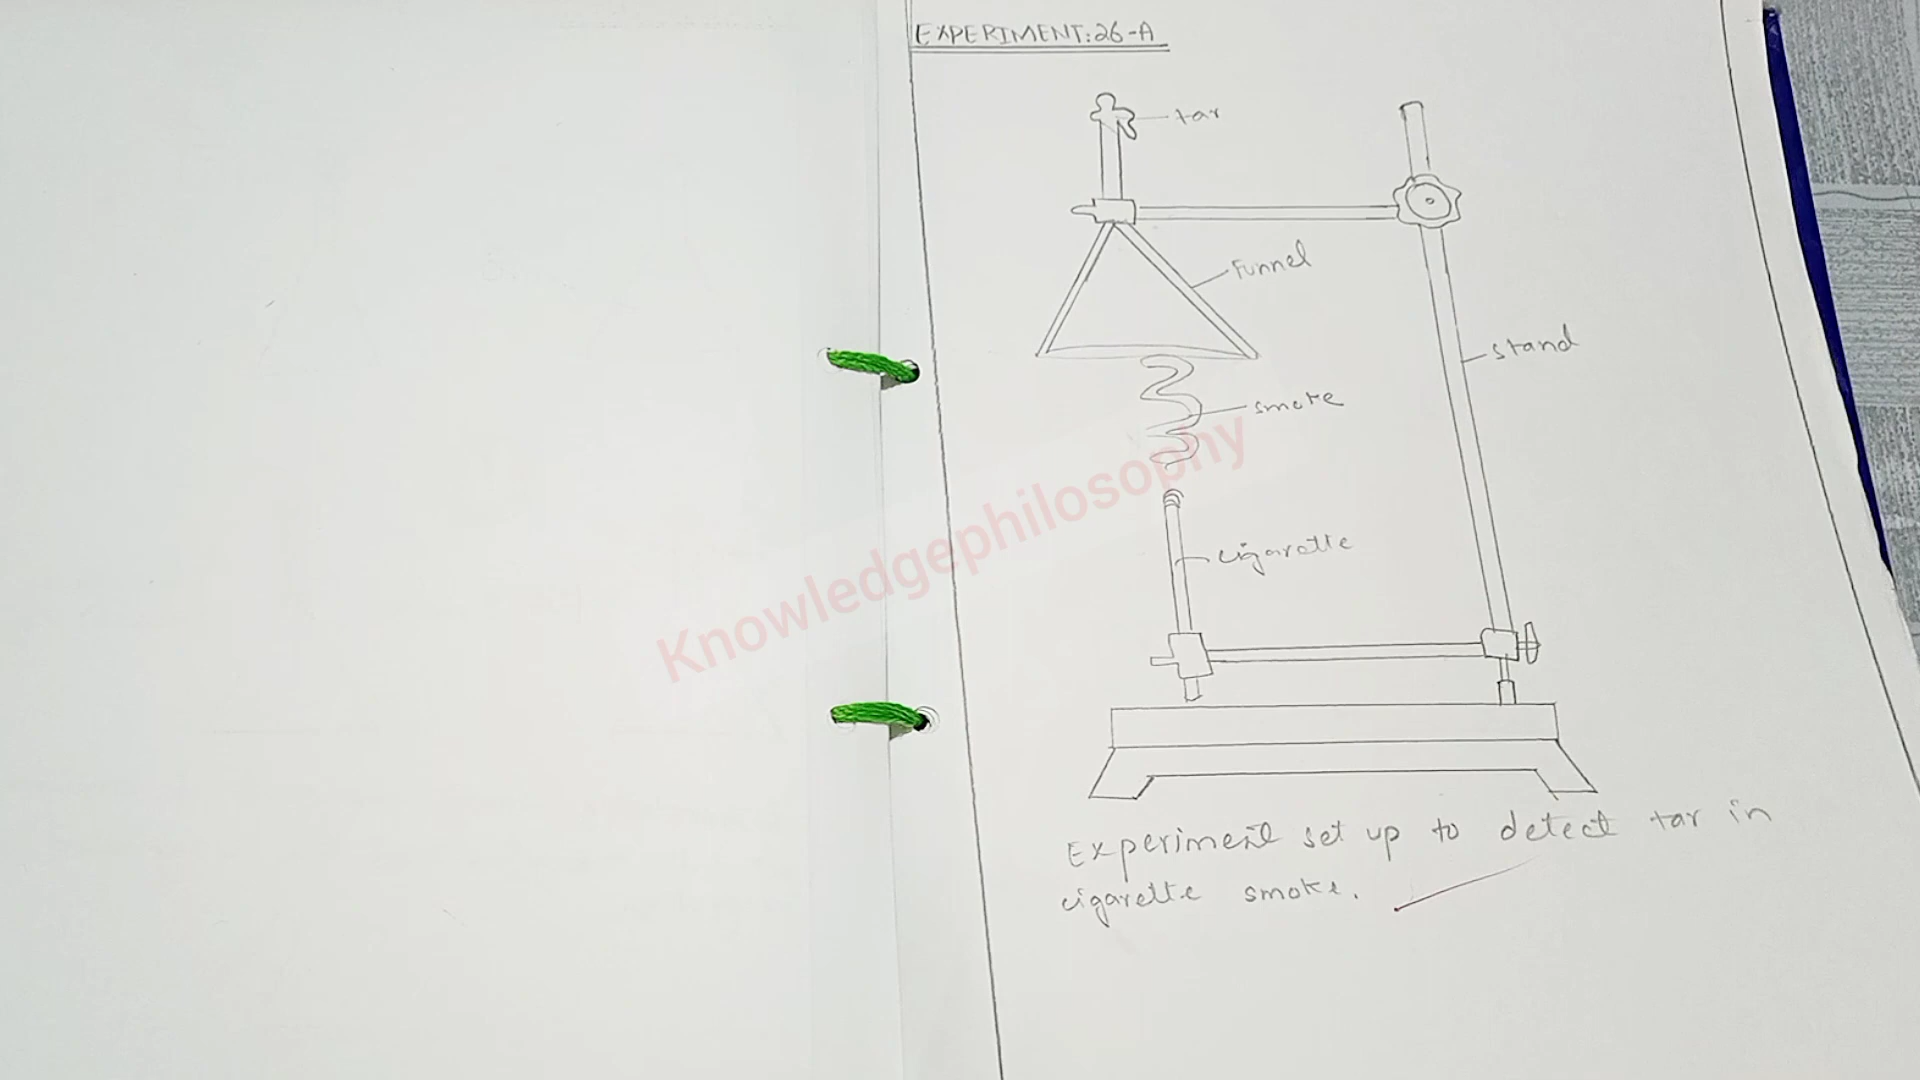 EXPERIMENT:26-A
tar
Funnel
stand
smoke
Knowledgephilosophy
cigarette
Experiment set up to detect tar in
cigarette smoke.